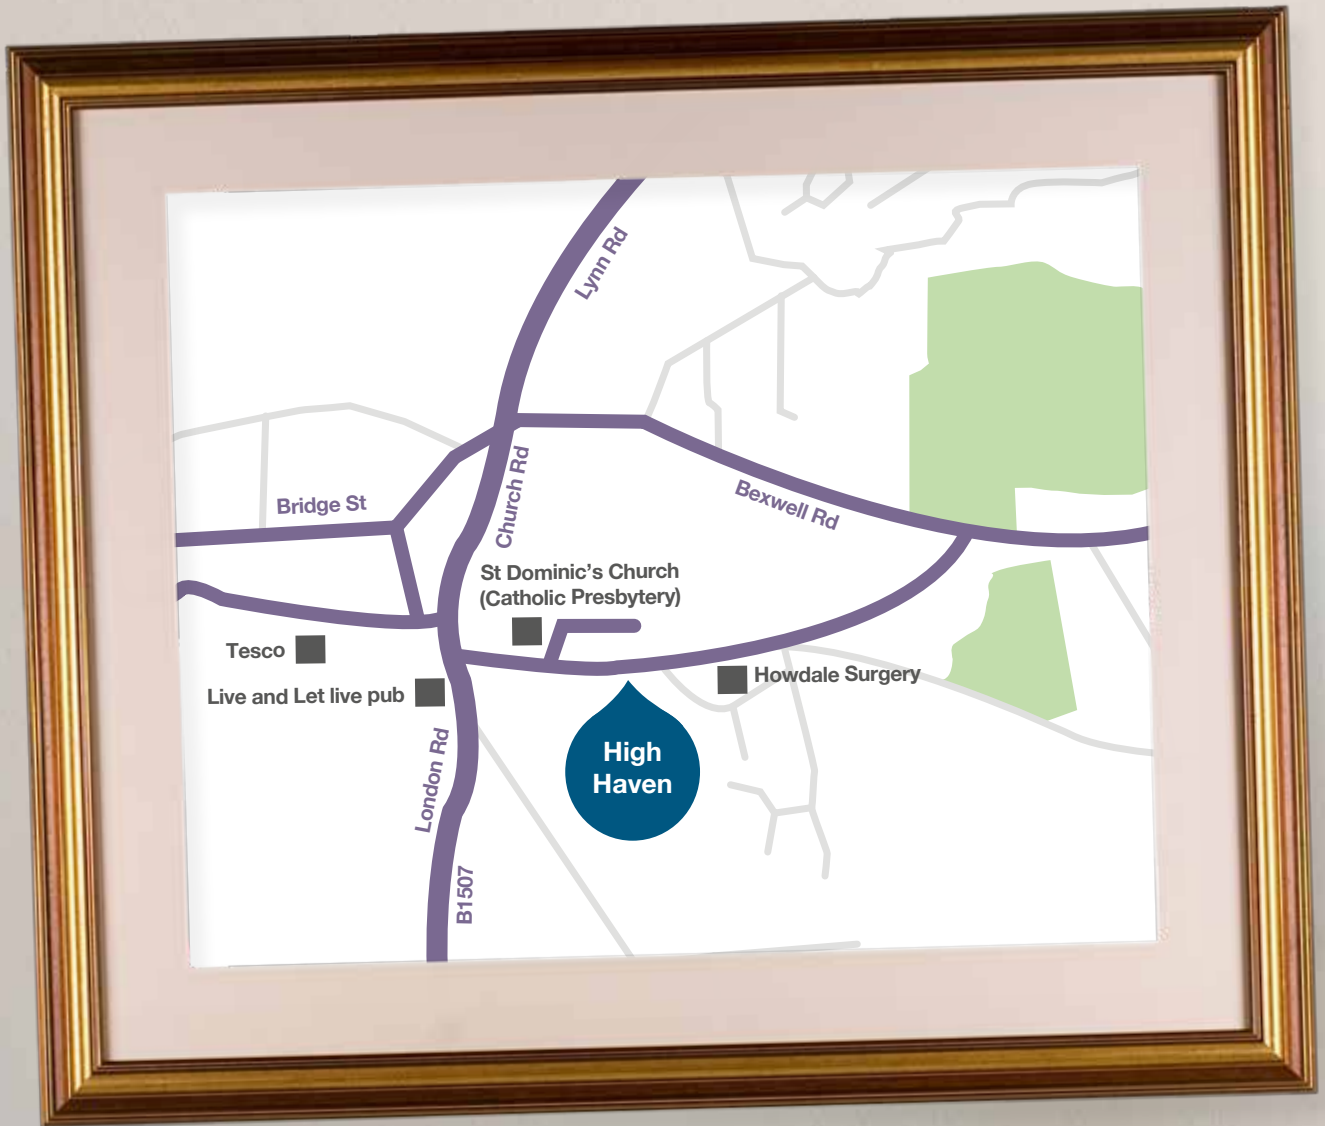 Lynn Rd
Church Rd
Bridge St
Bexwell Rd
St Dominic's Church
(Catholic Presbytery)
Tesco
Live and Let live pub
Howdale Surgery
High
Haven
London Rd
B1507